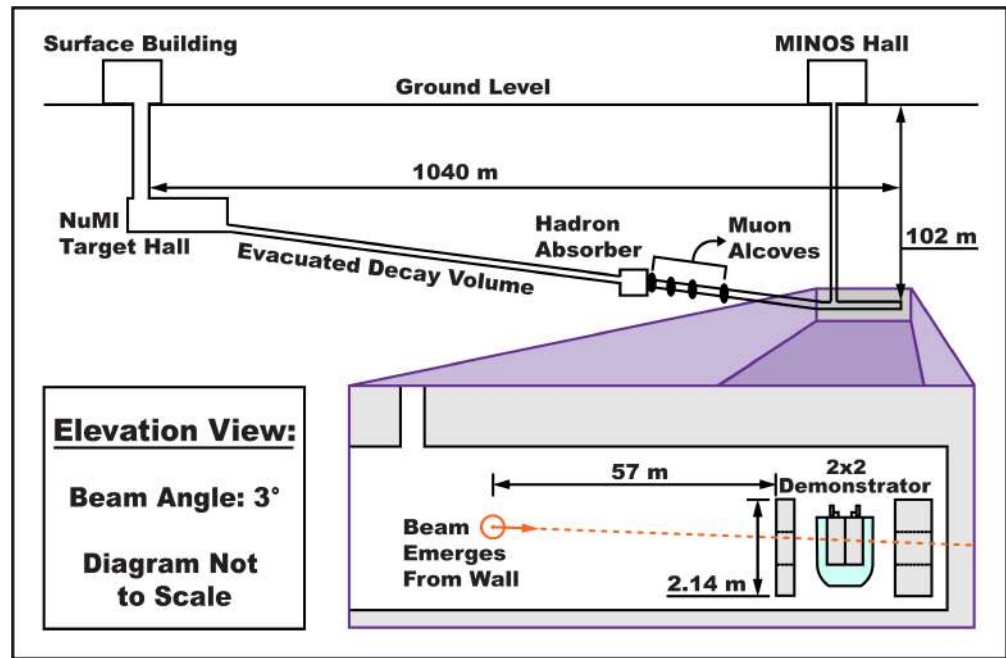 Surface Building
MINOS Hall
Ground Level
1040 m
NuMI
Target Hall
Hadron
Absorber
Muon
Alcoves
102 m
Evacuated Decay Volume
Elevation View:
Beam Angle: 3°
Diagram Not
to Scale
57 m
2x2
Demonstrator
Beam
Emerges
From Wall
2.14 m